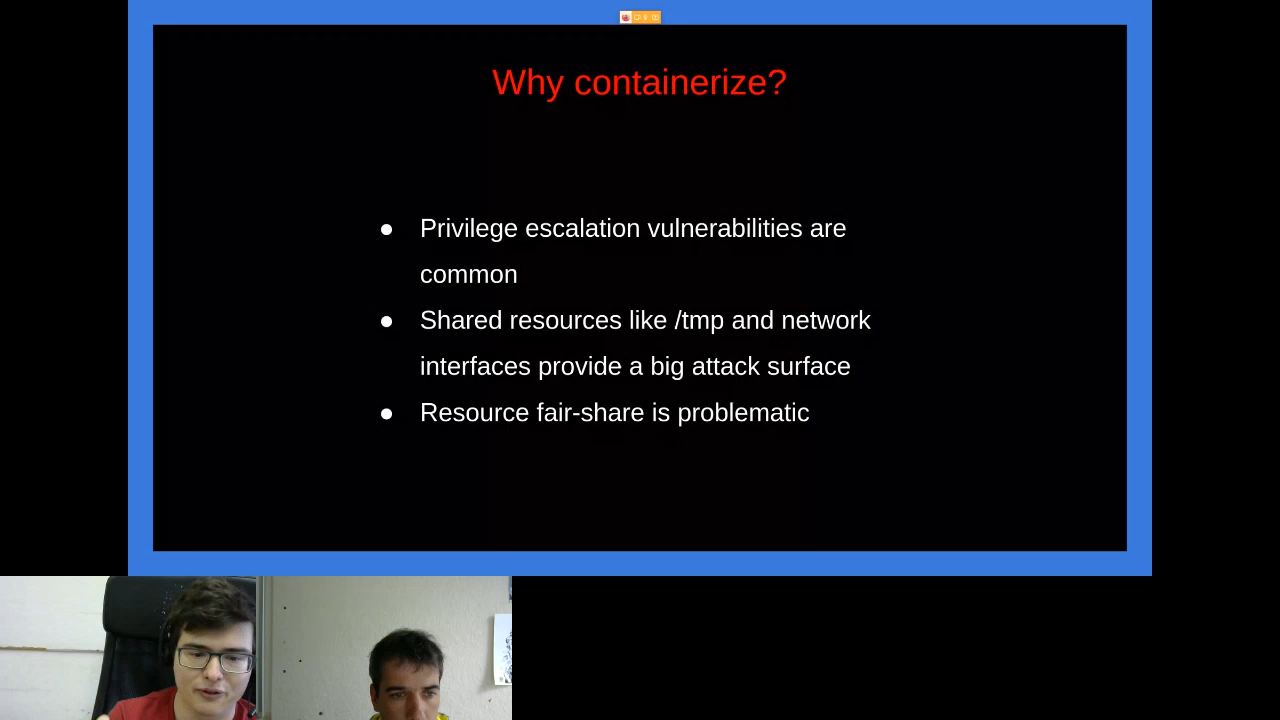 Why containerize?
● Privilege escalation vulnerabilities are
common
● Shared resources like /tmp and network
interfaces provide a big attack surface
● Resource fair-share is problematic